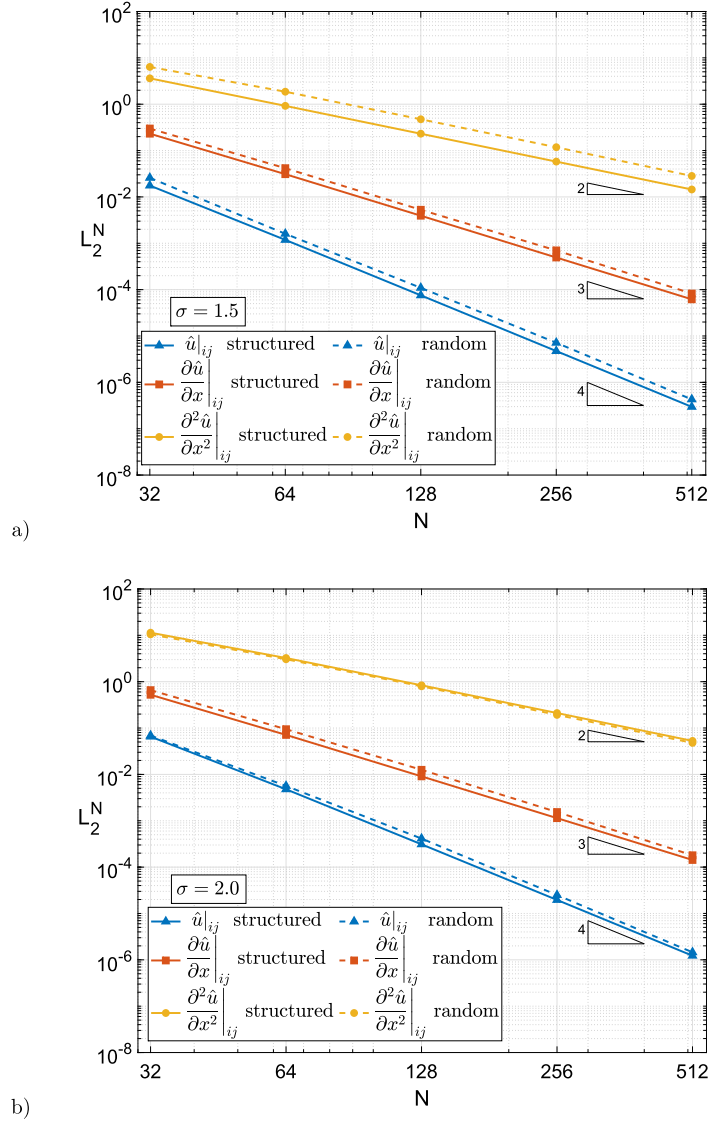 10^2
10^0
10^-2
10^-4
10^-6
10^-8
L_2^N
2
3
4
σ = 1.5
û|_ij structured û|_ij random
∂û/∂x|_ij structured ∂û/∂x|_ij random
∂²û/∂x²|_ij structured ∂²û/∂x²|_ij random
32 64 128 256 512
N
a)
10^2
10^0
10^-2
10^-4
10^-6
10^-8
L_2^N
2
3
4
σ = 2.0
û|_ij structured û|_ij random
∂û/∂x|_ij structured ∂û/∂x|_ij random
∂²û/∂x²|_ij structured ∂²û/∂x²|_ij random
32 64 128 256 512
N
b)